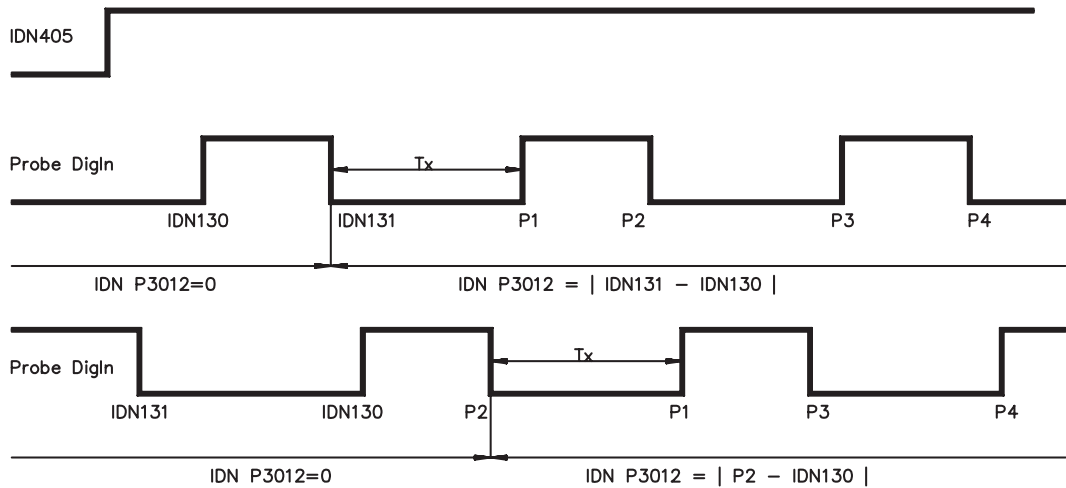 IDN405
Probe DigIn
Tx
IDN130 IDN131 P1 P2 P3 P4
IDN P3012=0 IDN P3012 = | IDN131 - IDN130 |
Probe DigIn
Tx
IDN131 IDN130 P2 P1 P3 P4
IDN P3012=0 IDN P3012 = | P2 - IDN130 |